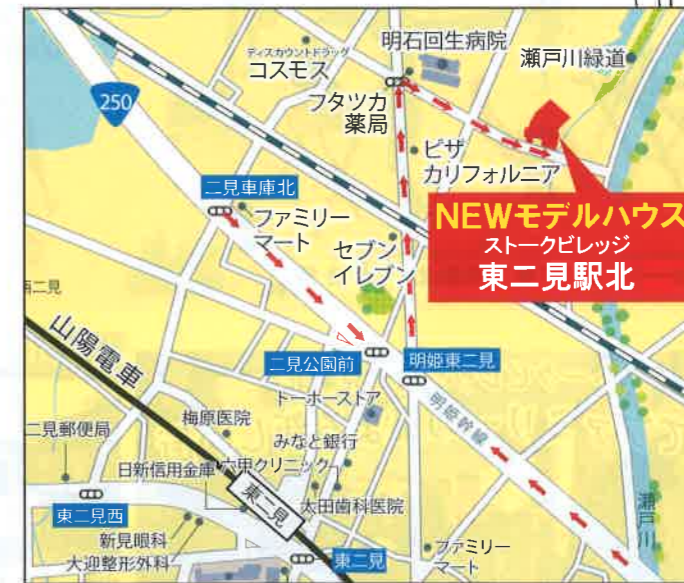 ディスカウントドラッグ
コスモス
明石回生病院
瀬戸川緑道
250
フタツカ
薬局
ピザ
カリフォルニア
二見車庫北
ファミリー
マート
セブン
イレブン
NEWモデルハウス
ストークビレッジ
東二見駅北
西二見
山陽電車
二見公園前
明姫東二見
トーホーストア
明姫幹線
二見郵便局
梅原医院
みなと銀行
日新信用金庫
六甲クリニック
東二見
太田歯科医院
瀬戸川
東二見西
新見眼科
大迎整形外科
東二見
ファミリー
マート